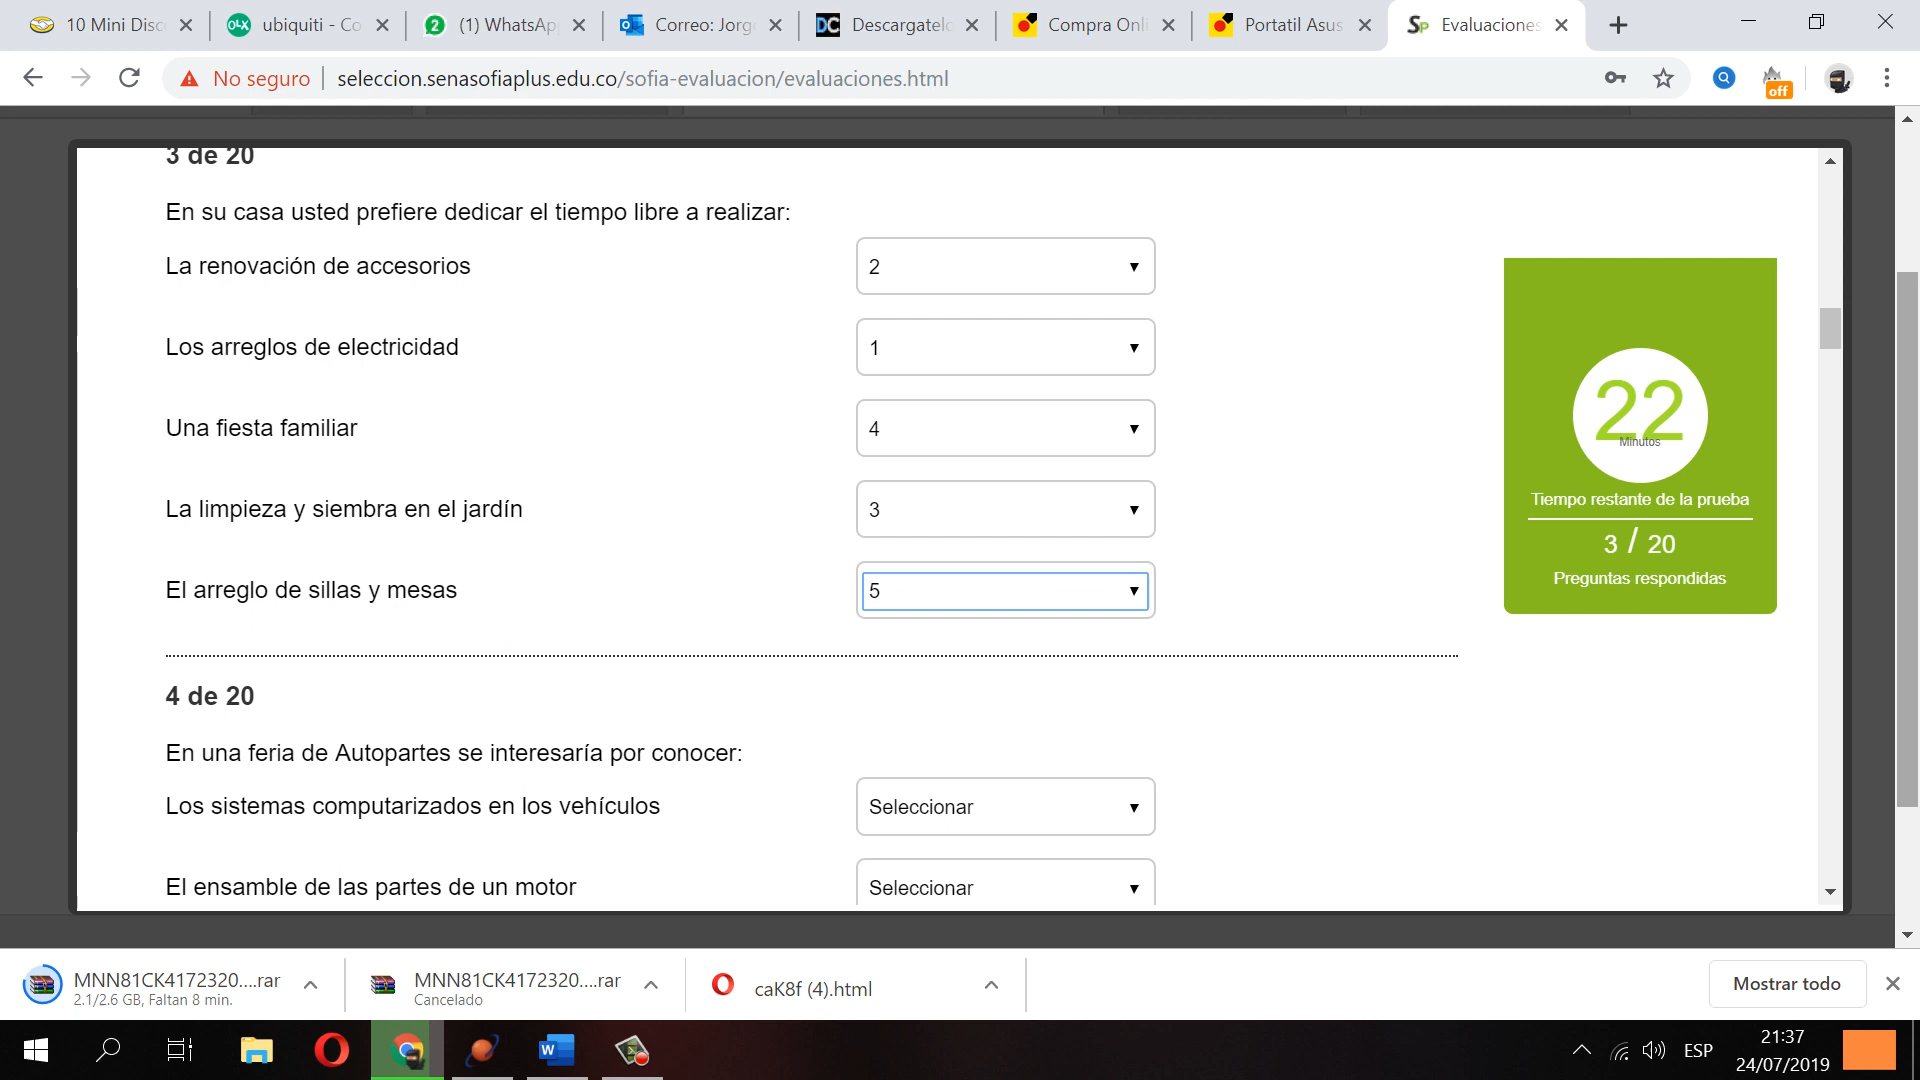 10 Mini Disc
ubiquiti - Co
2
(1) WhatsAp
Correo: Jorge
DC
Descargatelo
Compra Onli
Portatil Asus
Sp
Evaluaciones
No seguro
seleccion.senasofiaplus.edu.co/sofia-evaluacion/evaluaciones.html
off
3 de 20
En su casa usted prefiere dedicar el tiempo libre a realizar:
La renovación de accesorios
2
Los arreglos de electricidad
1
Una fiesta familiar
4
La limpieza y siembra en el jardín
3
El arreglo de sillas y mesas
5
22
Minutos
Tiempo restante de la prueba
3 / 20
Preguntas respondidas
4 de 20
En una feria de Autopartes se interesaría por conocer:
Los sistemas computarizados en los vehículos
Seleccionar
El ensamble de las partes de un motor
Seleccionar
MNN81CK4172320....rar
2.1/2.6 GB, Faltan 8 min.
MNN81CK4172320....rar
Cancelado
caK8f (4).html
Mostrar todo
ESP
21:37
24/07/2019